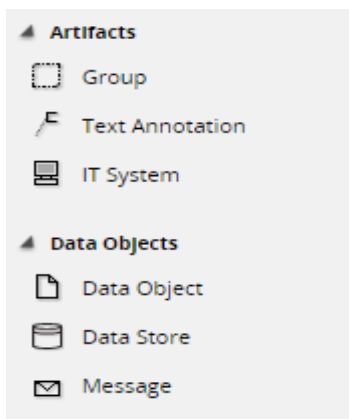 Artifacts
Group
Text Annotation
IT System
Data Objects
Data Object
Data Store
Message